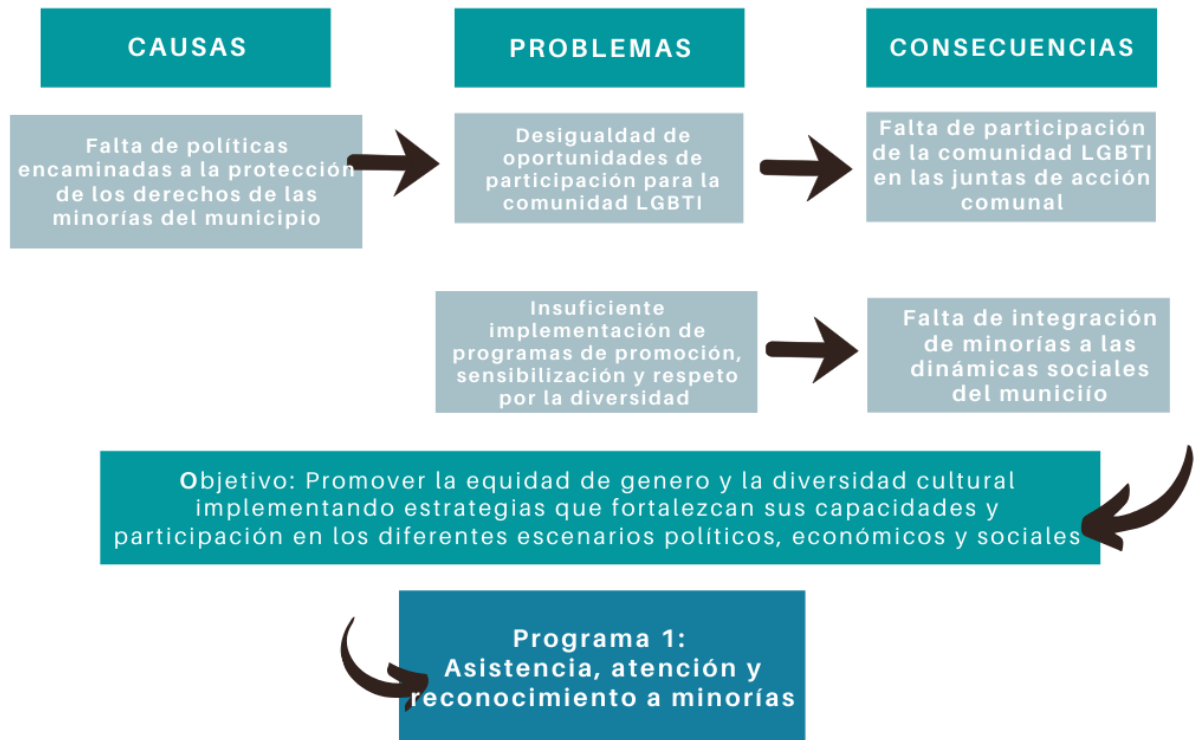 CAUSAS
PROBLEMAS
CONSECUENCIAS
Falta de políticas
encaminadas a la protección
de los derechos de las
minorías del municipio
Desigualdad de
oportunidades de
participación para la
comunidad LGBTI
Falta de participación
de la comunidad LGBTI
en las juntas de acción
comunal
Insuficiente
implementación de
programas de promoción,
sensibilización y respeto
por la diversidad
Falta de integración
de minorías a las
dinámicas sociales
del municiío
Objetivo: Promover la equidad de genero y la diversidad cultural
implementando estrategias que fortalezcan sus capacidades y
participación en los diferentes escenarios políticos, económicos y sociales
Programa 1:
Asistencia, atención y
reconocimiento a minorías